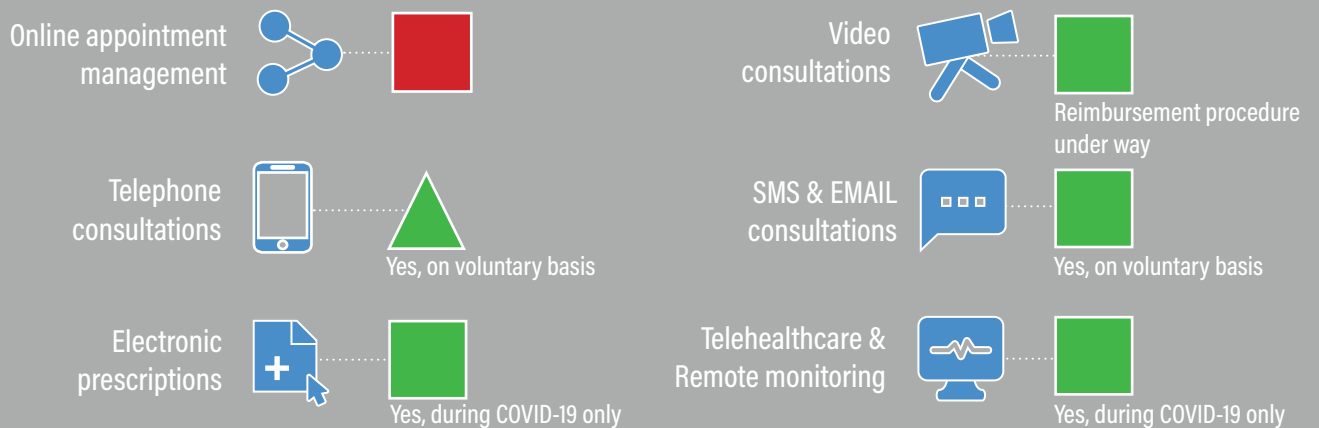 Online appointment
management
Video
consultations
Reimbursement procedure
under way
Telephone
consultations
Yes, on voluntary basis
SMS & EMAIL
consultations
Yes, on voluntary basis
Electronic
prescriptions
Yes, during COVID-19 only
Telehealthcare &
Remote monitoring
Yes, during COVID-19 only